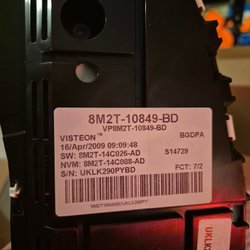 8M2T-10849-BD
VP8M2T-10849-BD
VISTEON™ BGDPA
16/Apr/2009 09:09:48
SW: 8M2T-14C026-AD S14729
NVM: 8M2T-14C088-AD
S/N: UKLK290PYBD FCT: 7/2
UKLK